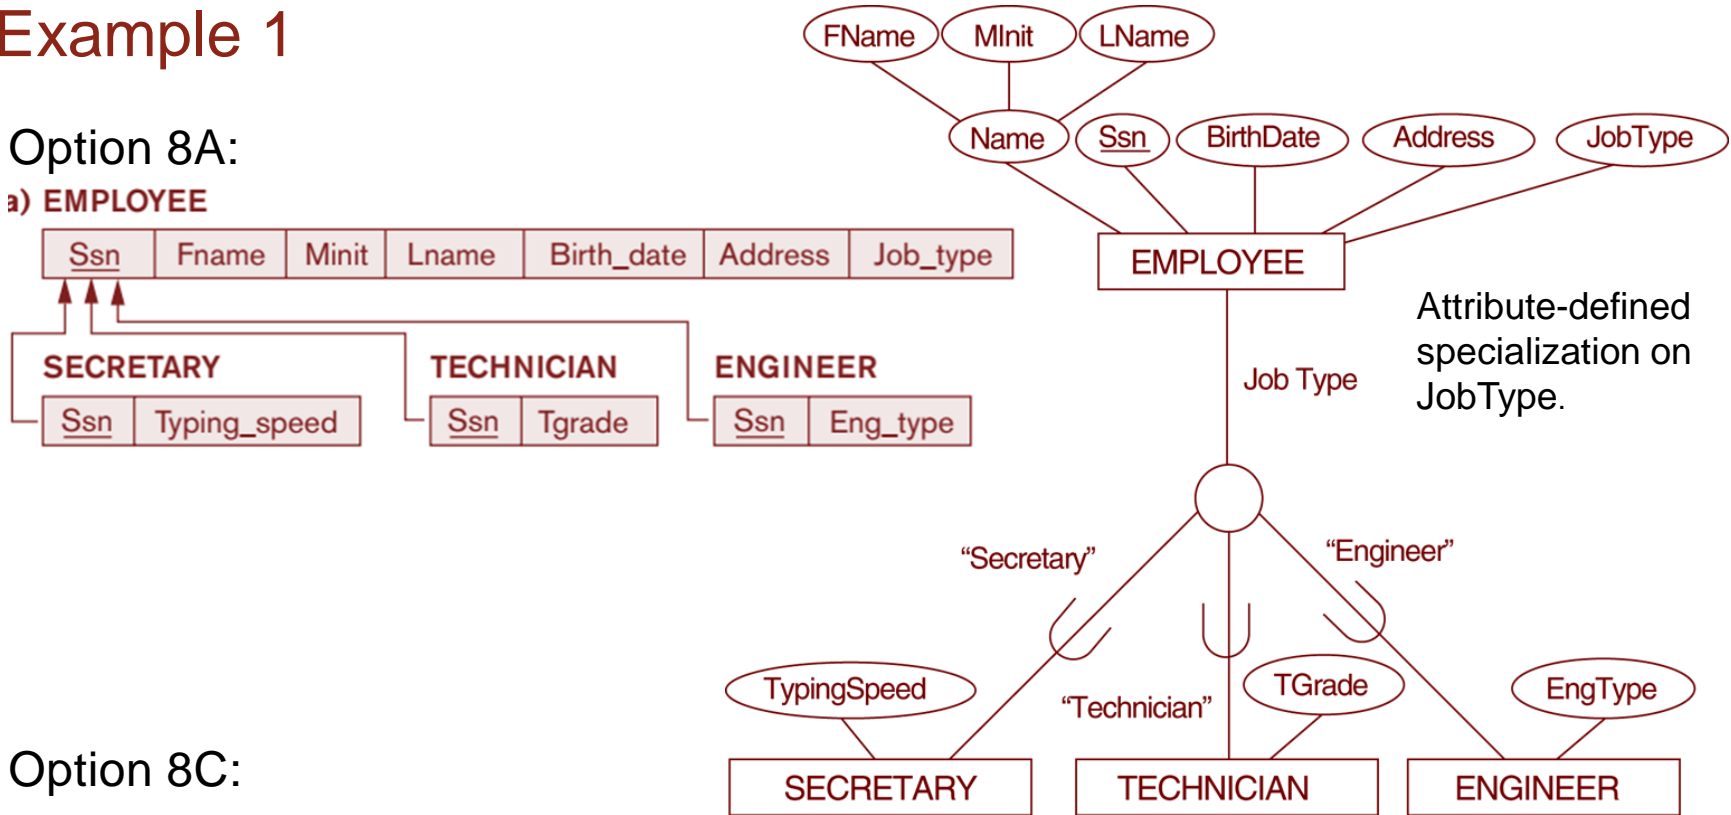 Example 1
Option 8A:
a) EMPLOYEE
Ssn Fname Minit Lname Birth_date Address Job_type
SECRETARY TECHNICIAN ENGINEER
Ssn Typing_speed Ssn Tgrade Ssn Eng_type
Option 8C:
FName MInit LName
Name Ssn BirthDate Address JobType
EMPLOYEE
Attribute-defined
specialization on
JobType.
Job Type
“Secretary” “Engineer”
“Technician”
TypingSpeed TGrade EngType
SECRETARY TECHNICIAN ENGINEER